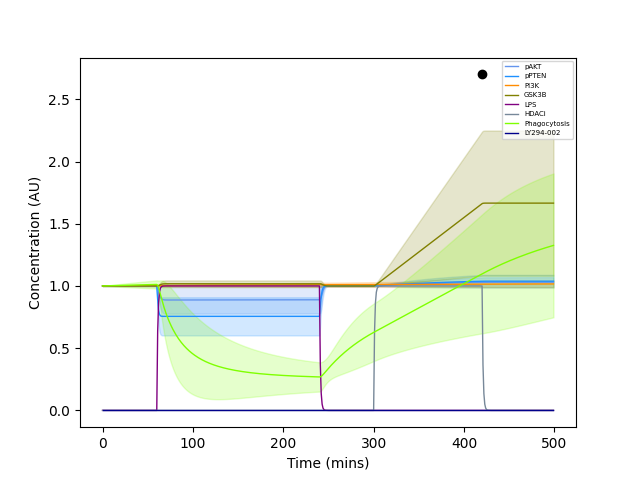 2.5
2.0
1.5
1.0
0.5
0.0
Concentration (AU)
pAKT
pPTEN
PI3K
GSK3B
LPS
HDACi
Phagocytosis
LY294-002
0 100 200 300 400 500
Time (mins)